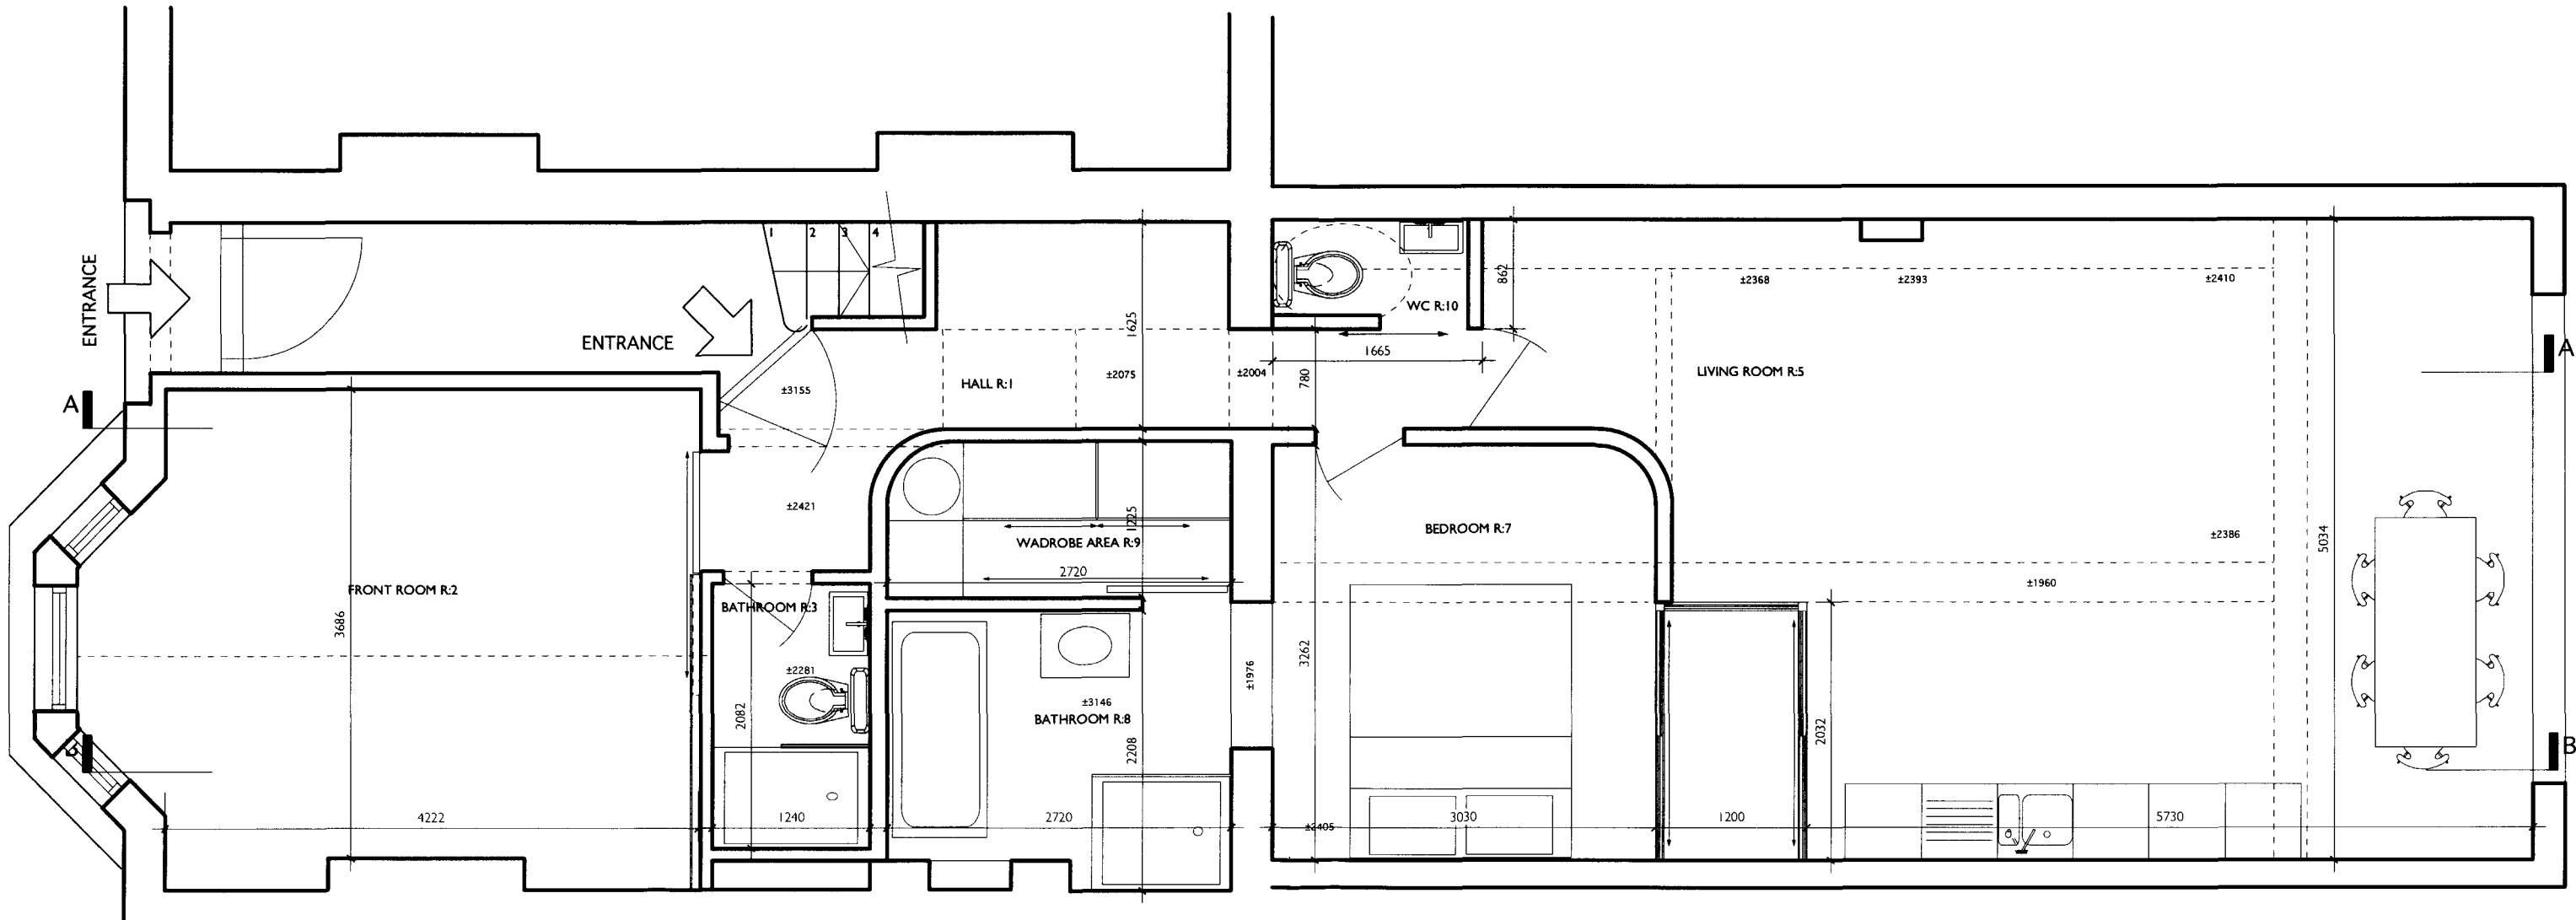 1
2
3
4
ENTRANCE
ENTRANCE
862
WC R:10
±2368
±2393
±2410
1625
1665
A
±3155
HALL R:1
±2075
±2004
780
LIVING ROOM R:5
A
±2421
1225
WADROBE AREA R:9
2720
BEDROOM R:7
±2386
5034
±1960
FRONT ROOM R:2
3686
BATHROOM R:3
±2281
2082
±3146
BATHROOM R:8
2208
±1976
3262
2032
B
B
4222
1240
2720
±2405
3030
1200
5730